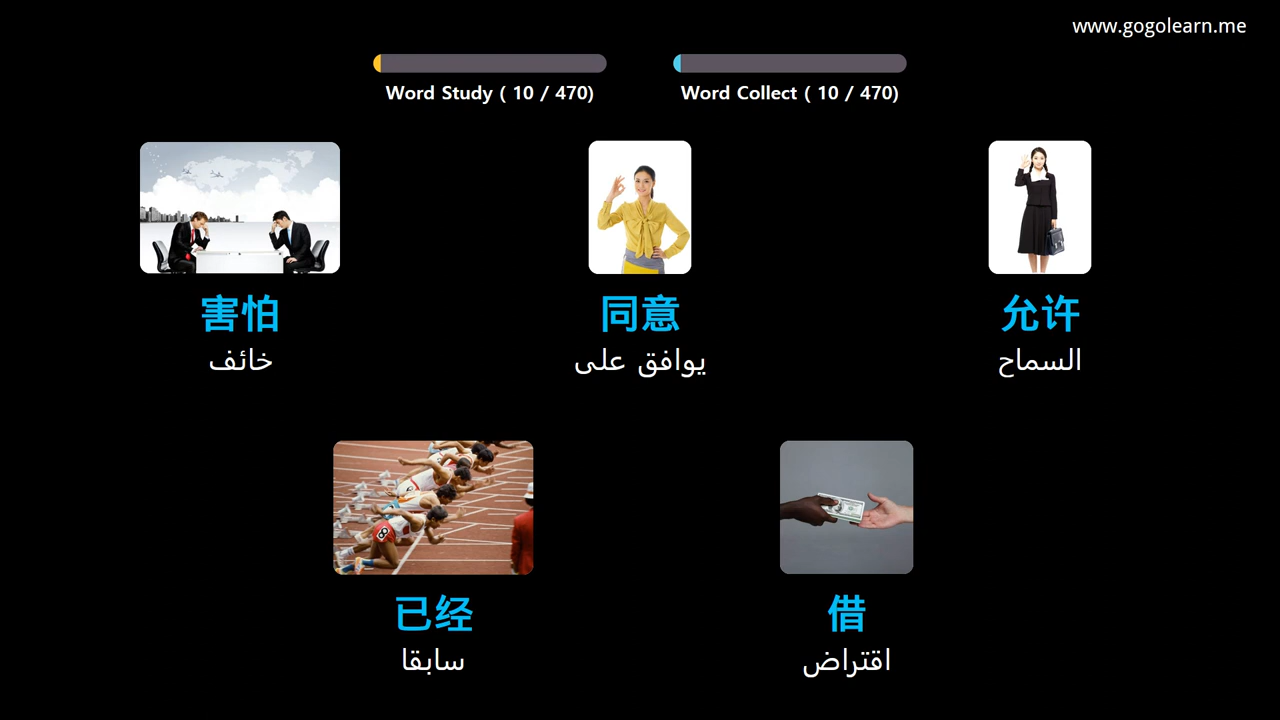 www.gogolearn.me
Word Study ( 10 / 470)
Word Collect ( 10 / 470)
害怕
خائف
同意
يوافق على
允许
السماح
已经
سابقا
借
اقتراض